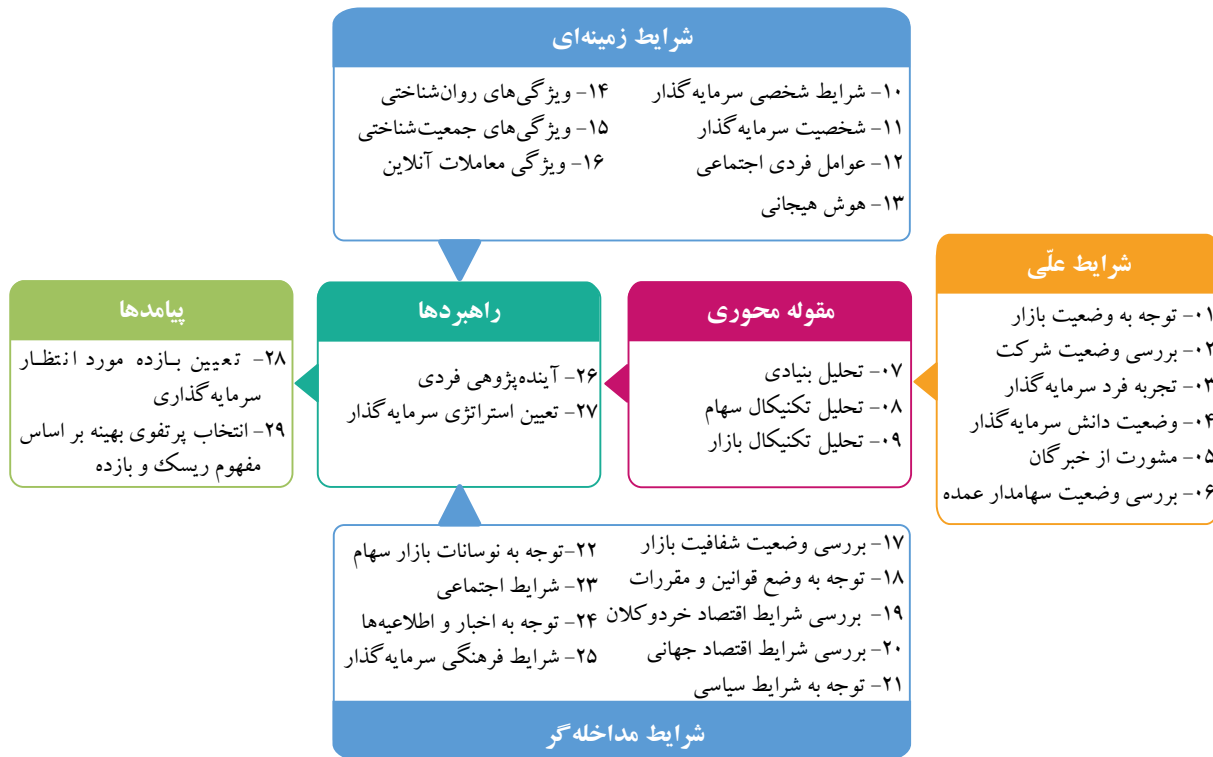 شرایط زمینه‌ای
۱۰- شرایط شخصی سرمایه‌گذار
۱۱- شخصیت سرمایه‌گذار
۱۲- عوامل فردی اجتماعی
۱۳- هوش هیجانی
۱۴- ویژگی‌های روان‌شناختی
۱۵- ویژگی‌های جمعیت‌شناختی
۱۶- ویژگی معاملات آنلاین
شرایط علّی
۰۱- توجه به وضعیت بازار
۰۲- بررسی وضعیت شرکت
۰۳- تجربه فرد سرمایه‌گذار
۰۴- وضعیت دانش سرمایه‌گذار
۰۵- مشورت از خبرگان
۰۶- بررسی وضعیت سهامدار عمده
مقوله محوری
۰۷- تحلیل بنیادی
۰۸- تحلیل تکنیکال سهام
۰۹- تحلیل تکنیکال بازار
راهبردها
۲۶- آینده‌پژوهی فردی
۲۷- تعیین استراتژی سرمایه‌گذار
پیامدها
۲۸- تعیین بازده مورد انتظار
سرمایه‌گذاری
۲۹- انتخاب پرتفوی بهینه بر اساس
مفهوم ریسک و بازده
۱۷- بررسی وضعیت شفافیت بازار
۱۸- توجه به وضع قوانین و مقررات
۱۹- بررسی شرایط اقتصاد خردوکلان
۲۰- بررسی شرایط اقتصاد جهانی
۲۱- توجه به شرایط سیاسی
۲۲-توجه به نوسانات بازار سهام
۲۳- شرایط اجتماعی
۲۴- توجه به اخبار و اطلاعیه‌ها
۲۵- شرایط فرهنگی سرمایه‌گذار
شرایط مداخله‌گر